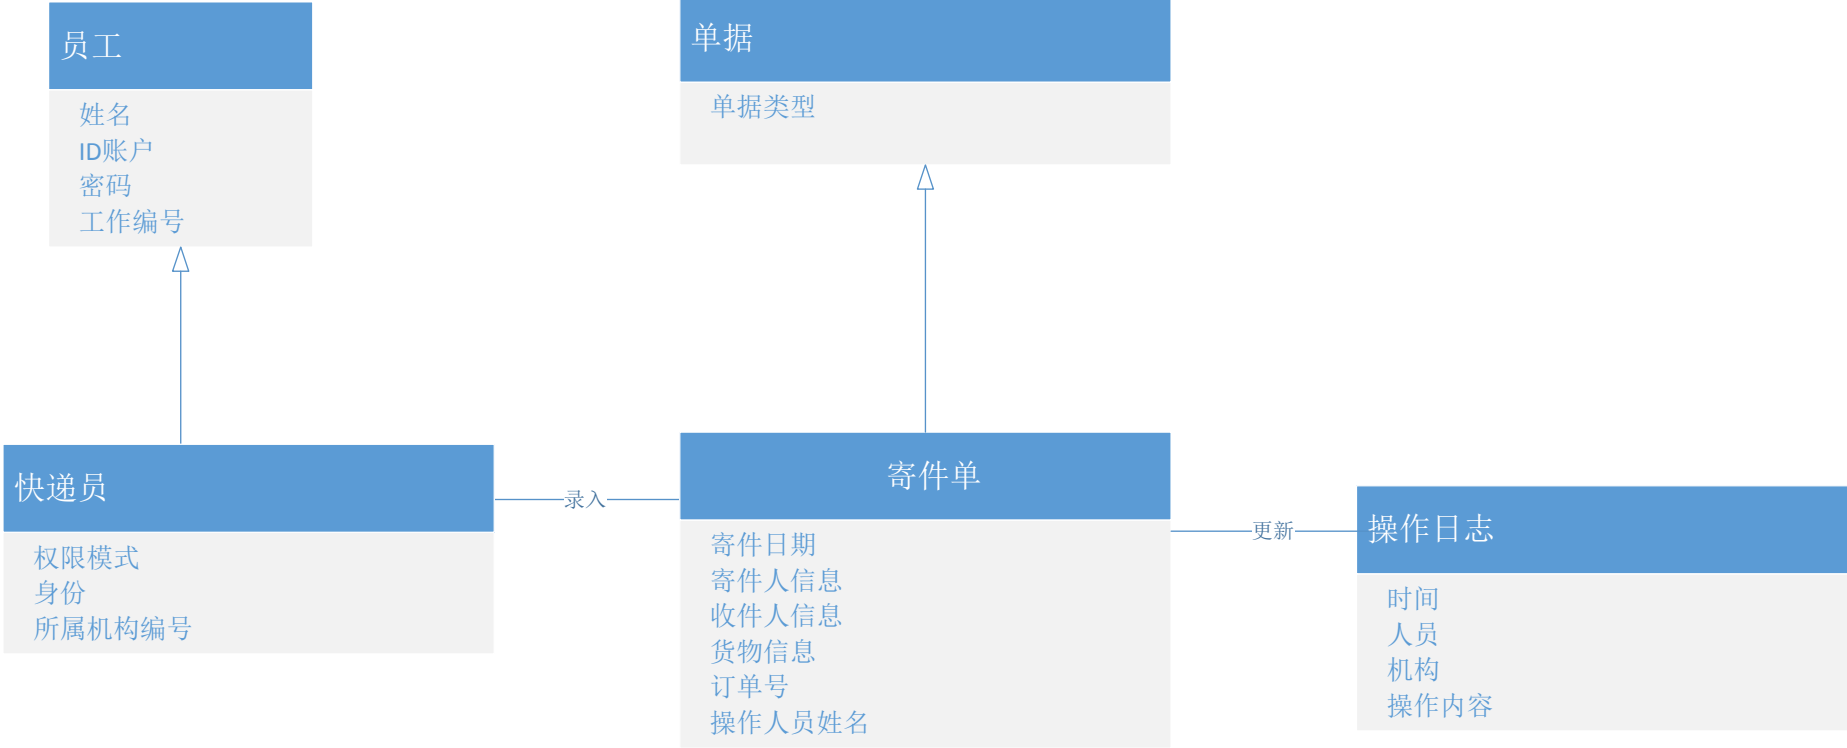 员工
姓名
ID账户
密码
工作编号
单据
单据类型
快递员
权限模式
身份
所属机构编号
录入
寄件单
寄件日期
寄件人信息
收件人信息
货物信息
订单号
操作人员姓名
更新
操作日志
时间
人员
机构
操作内容